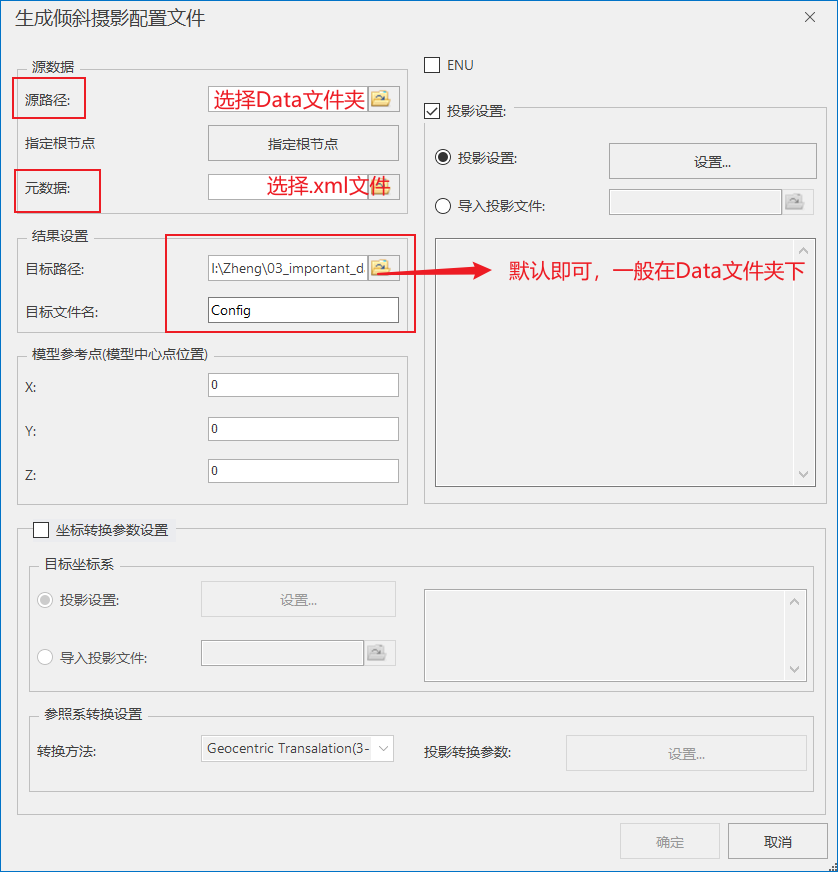 生成倾斜摄影配置文件
源数据
源路径:
选择Data文件夹
指定根节点
指定根节点
元数据:
选择.xml文件
结果设置
目标路径:
I:\Zheng\03_important_d
目标文件名:
Config
模型参考点(模型中心点位置)
X:
0
Y:
0
Z:
0
ENU
投影设置:
投影设置:
设置...
导入投影文件:
默认即可，一般在Data文件夹下
坐标转换参数设置
目标坐标系
投影设置:
设置...
导入投影文件:
参照系转换设置
转换方法:
Geocentric Transalation(3-
投影转换参数:
设置...
确定
取消